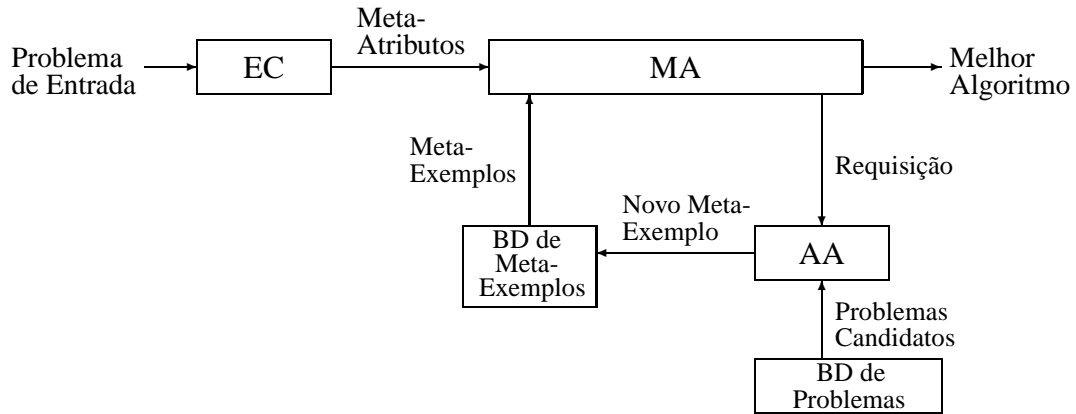 Meta-
Atributos
Problema
de Entrada
EC
MA
Melhor
Algoritmo
Meta-
Exemplos
Requisição
Novo Meta-
Exemplo
BD de
Meta-
Exemplos
AA
Problemas
Candidatos
BD de
Problemas